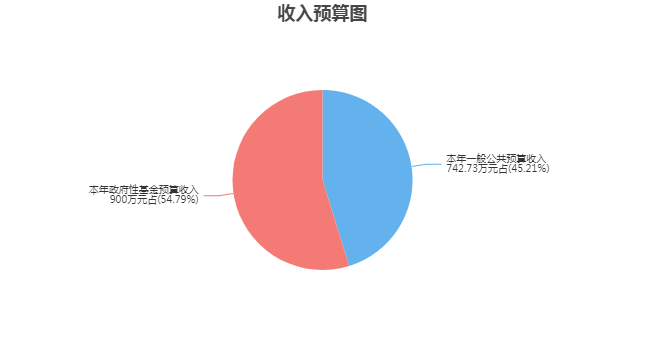 收入预算图
本年一般公共预算收入
742.73万元占(45.21%)
本年政府性基金预算收入
900万元占(54.79%)